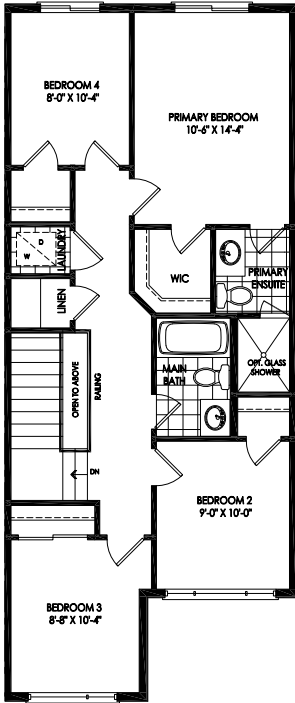 BEDROOM 4
8'-0" X 10'-4"
PRIMARY BEDROOM
10'-6" X 14'-4"
D
W
LAUNDRY
WIC
PRIMARY
ENSUITE
LINEN
OPEN TO ABOVE
RAILING
MAIN
BATH
OPT. GLASS
SHOWER
DN
BEDROOM 2
9'-0" X 10'-0"
BEDROOM 3
8'-8" X 10'-4"